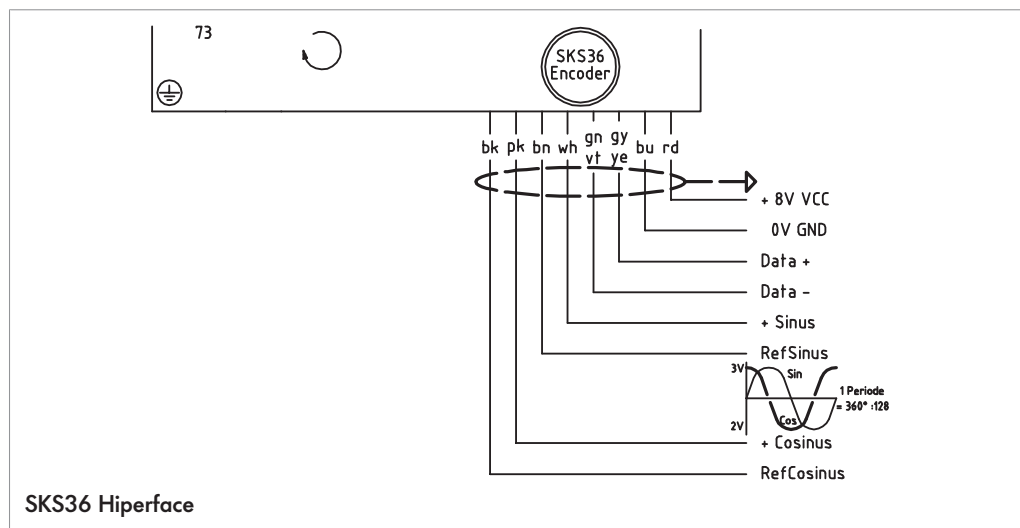 73
SKS36
Encoder
bk pk bn wh gn gy bu rd
vt ye
+ 8V VCC
0V GND
Data +
Data -
+ Sinus
RefSinus
3V
Sin
1 Periode
= 360° :128
Cos
2V
+ Cosinus
RefCosinus
SKS36 Hiperface